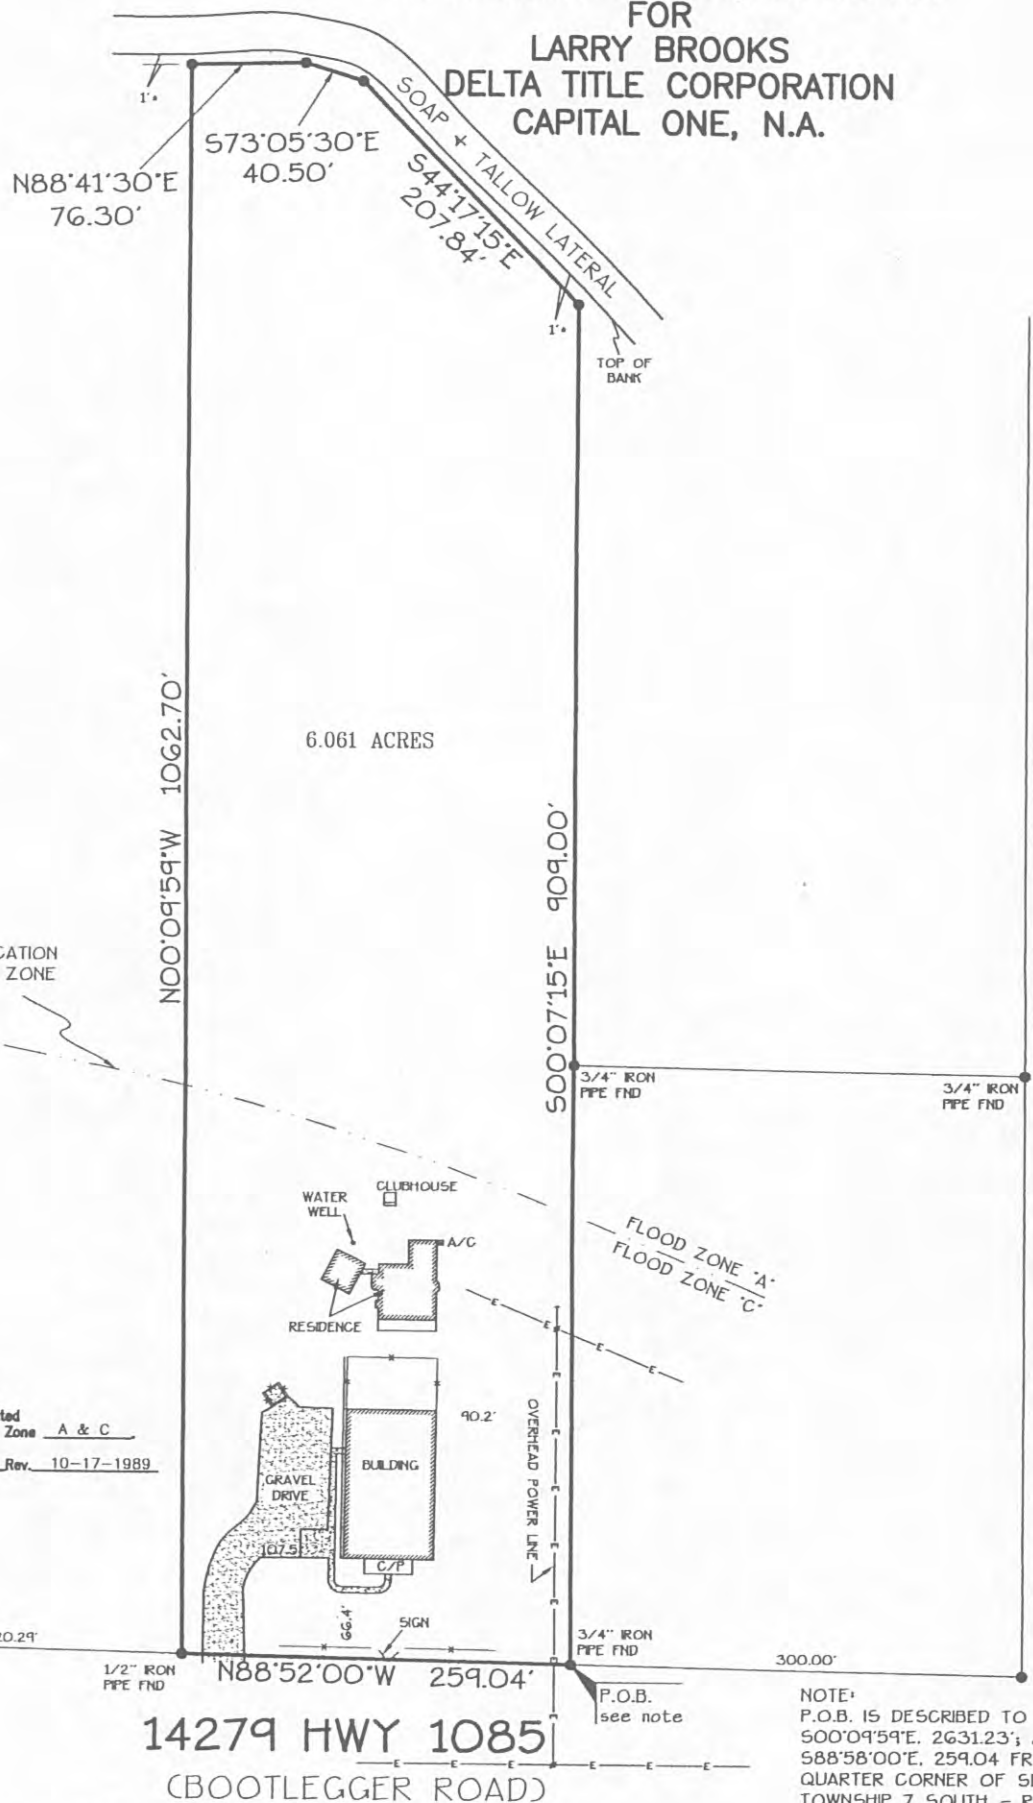 FOR
LARRY BROOKS
DELTA TITLE CORPORATION
CAPITAL ONE, N.A.
1'±
N88°41'30"E
76.30'
S73°05'30"E
40.50'
S44°17'15"E
207.84'
SOAP & TALLOW LATERAL
1'±
TOP OF
BANK
N00°09'59"W 1062.70'
6.061 ACRES
S00°07'15"E 909.00'
CATION
ZONE
3/4" IRON
PIPE FND
3/4" IRON
PIPE FND
WATER
WELL
CLUBHOUSE
A/C
RESIDENCE
FLOOD ZONE "A"
FLOOD ZONE "C"
E
E
E
E
ted
Zone A & C
Rev. 10-17-1989
90.2'
BUILDING
GRAVEL
DRIVE
107.5'
C/P
OVERHEAD POWER LINE
66.4'
SIGN
20.29'
1/2" IRON
PIPE FND
N88°52'00"W 259.04'
3/4" IRON
PIPE FND
300.00'
P.O.B.
see note
14279 HWY 1085
E
E
E
E
(BOOTLEGGER ROAD)
NOTE:
P.O.B. IS DESCRIBED TO
S00°09'59"E, 2631.23';
S88°58'00"E, 259.04 FR
QUARTER CORNER OF S
TOWNSHIP 7 SOUTH -